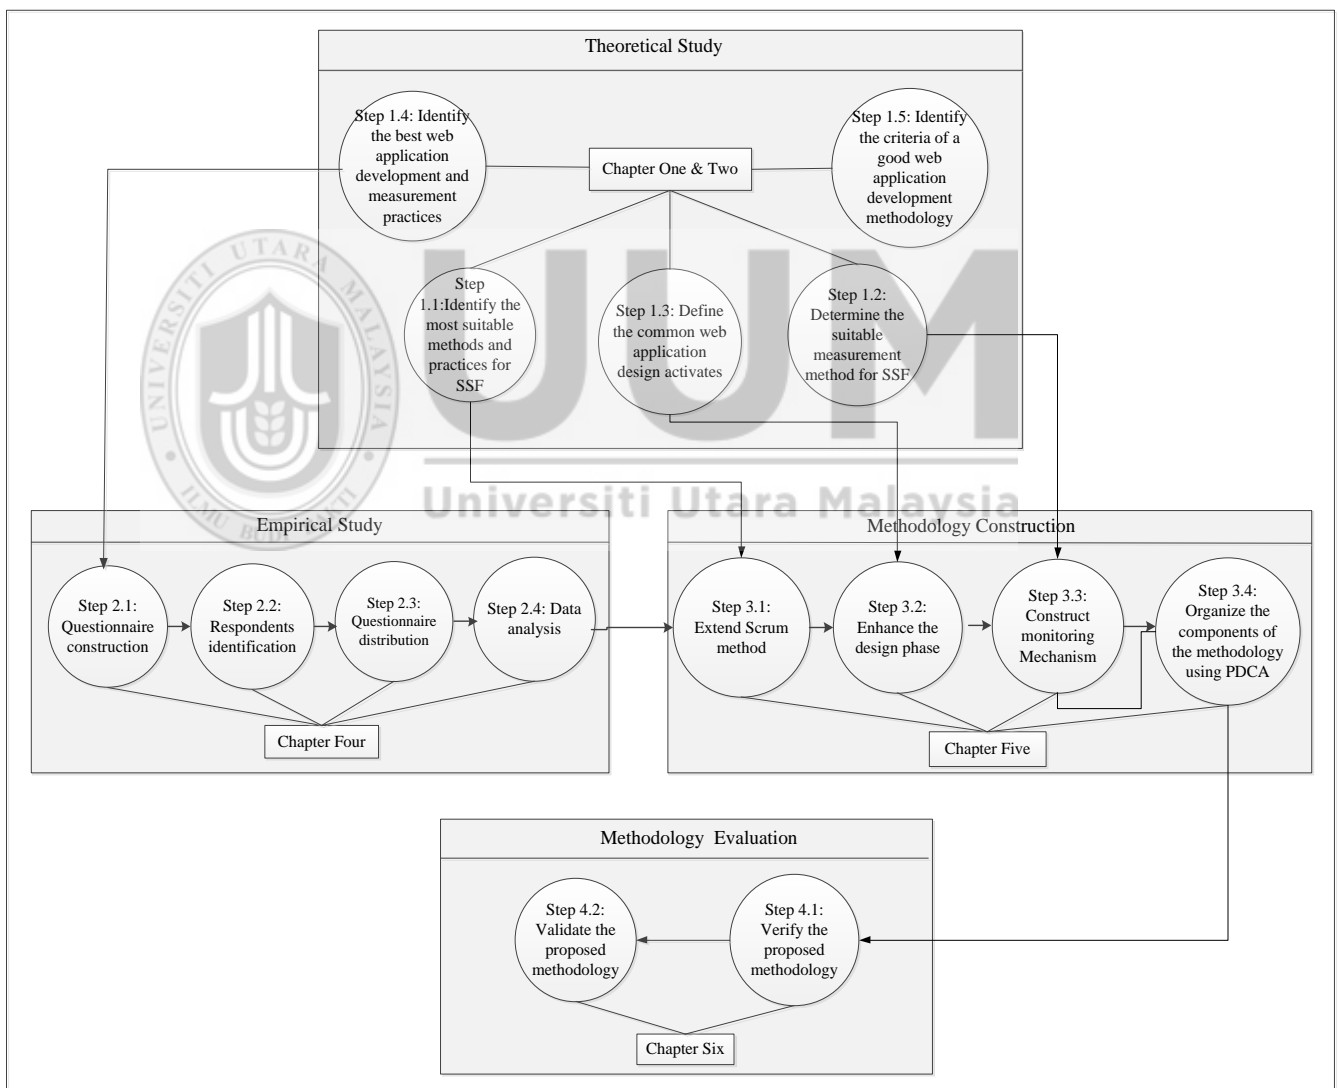 Theoretical Study
Step 1.4: Identify
the best web
application
development and
measurement
practices
Step 1.5: Identify
the criteria of a
good web
application
development
methodology
Chapter One & Two
Step
1.1:Identify the
most suitable
methods and
practices for
SSF
Step 1.3: Define
the common web
application
design activates
Step 1.2:
Determine the
suitable
measurement
method for SSF
UNIVERSITI UTARA MALAYSIA
ILMU BUDI BAKTI
UUM
Universiti Utara Malaysia
Empirical Study
Step 2.1:
Questionnaire
construction
Step 2.2:
Respondents
identification
Step 2.3:
Questionnaire
distribution
Step 2.4: Data
analysis
Chapter Four
Methodology Construction
Step 3.1:
Extend Scrum
method
Step 3.2:
Enhance the
design phase
Step 3.3:
Construct
monitoring
Mechanism
Step 3.4:
Organize the
components of
the methodology
using PDCA
Chapter Five
Methodology Evaluation
Step 4.2:
Validate the
proposed
methodology
Step 4.1:
Verify the
proposed
methodology
Chapter Six